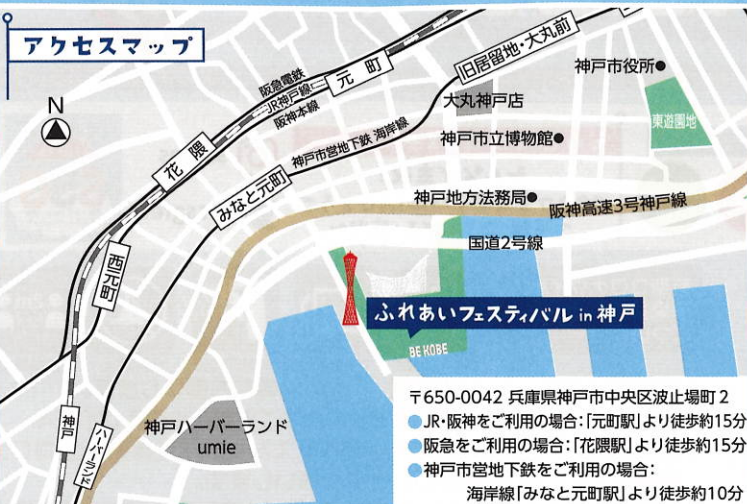 アクセスマップ
N
阪急電鉄
JR神戸線
阪神本線
元町
旧居留地・大丸前
神戸市役所
大丸神戸店
東遊園地
花隈
神戸市営地下鉄 海岸線
神戸市立博物館
みなと元町
神戸地方法務局
阪神高速3号神戸線
国道2号線
西元町
ふれあいフェスティバル in 神戸
BE KOBE
神戸
ハーバーランド
神戸ハーバーランド
umie
〒650-0042 兵庫県神戸市中央区波止場町2
●JR・阪神をご利用の場合:「元町駅」より徒歩約15分
●阪急をご利用の場合:「花隈駅」より徒歩約15分
●神戸市営地下鉄をご利用の場合:
海岸線「みなと元町駅」より徒歩約10分